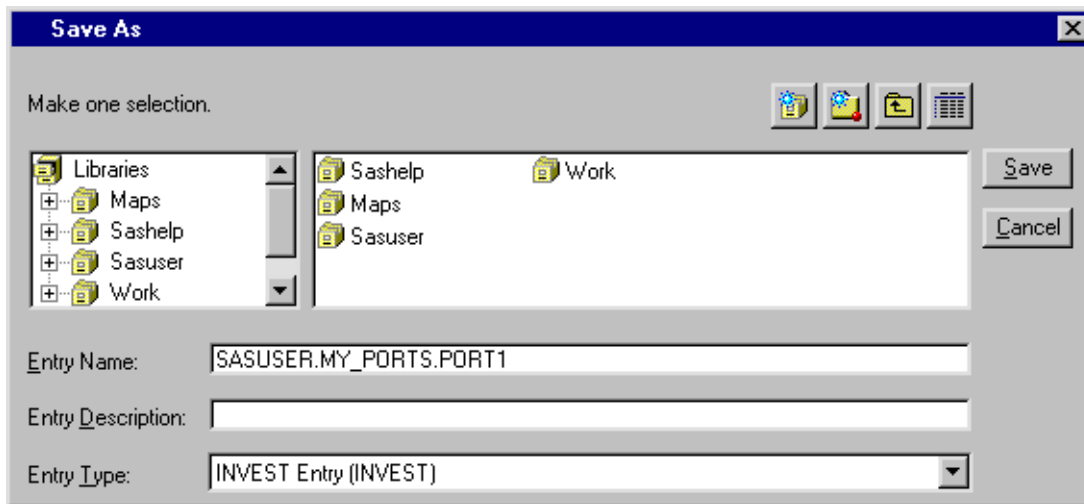 Save As
Make one selection.
Libraries
Maps
Sashelp
Sasuser
Work
Sashelp Work
Maps
Sasuser
Save
Cancel
Entry Name: SASUSER.MY_PORTS.PORT1
Entry Description:
Entry Type: INVEST Entry (INVEST)